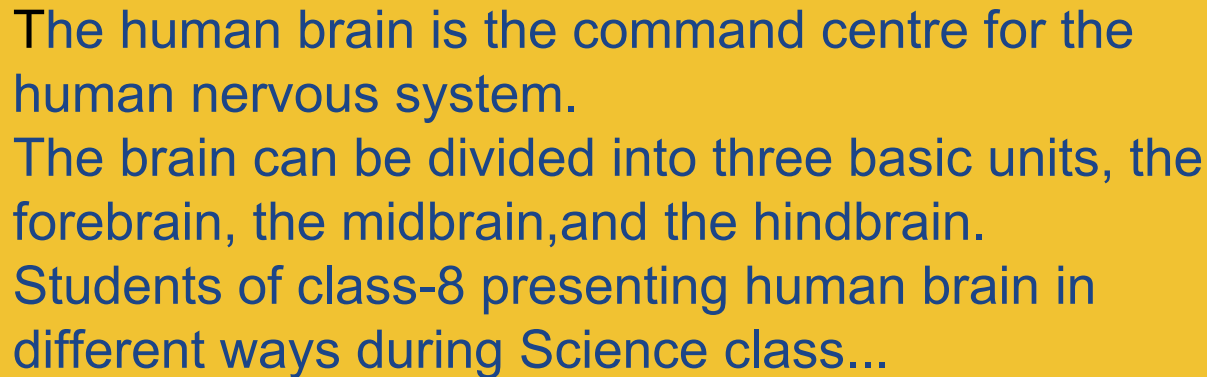 The human brain is the command centre for the
human nervous system.
The brain can be divided into three basic units, the
forebrain, the midbrain,and the hindbrain.
Students of class-8 presenting human brain in
different ways during Science class...